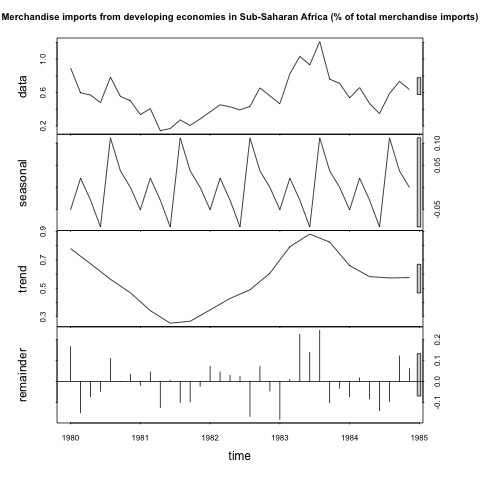 Merchandise imports from developing economies in Sub-Saharan Africa (% of total merchandise imports)
data
0.2 0.6 1.0
seasonal
-0.05 0.05 0.10
trend
0.3 0.5 0.7 0.9
remainder
-0.1 0.0 0.1 0.2
1980 1981 1982 1983 1984 1985
time